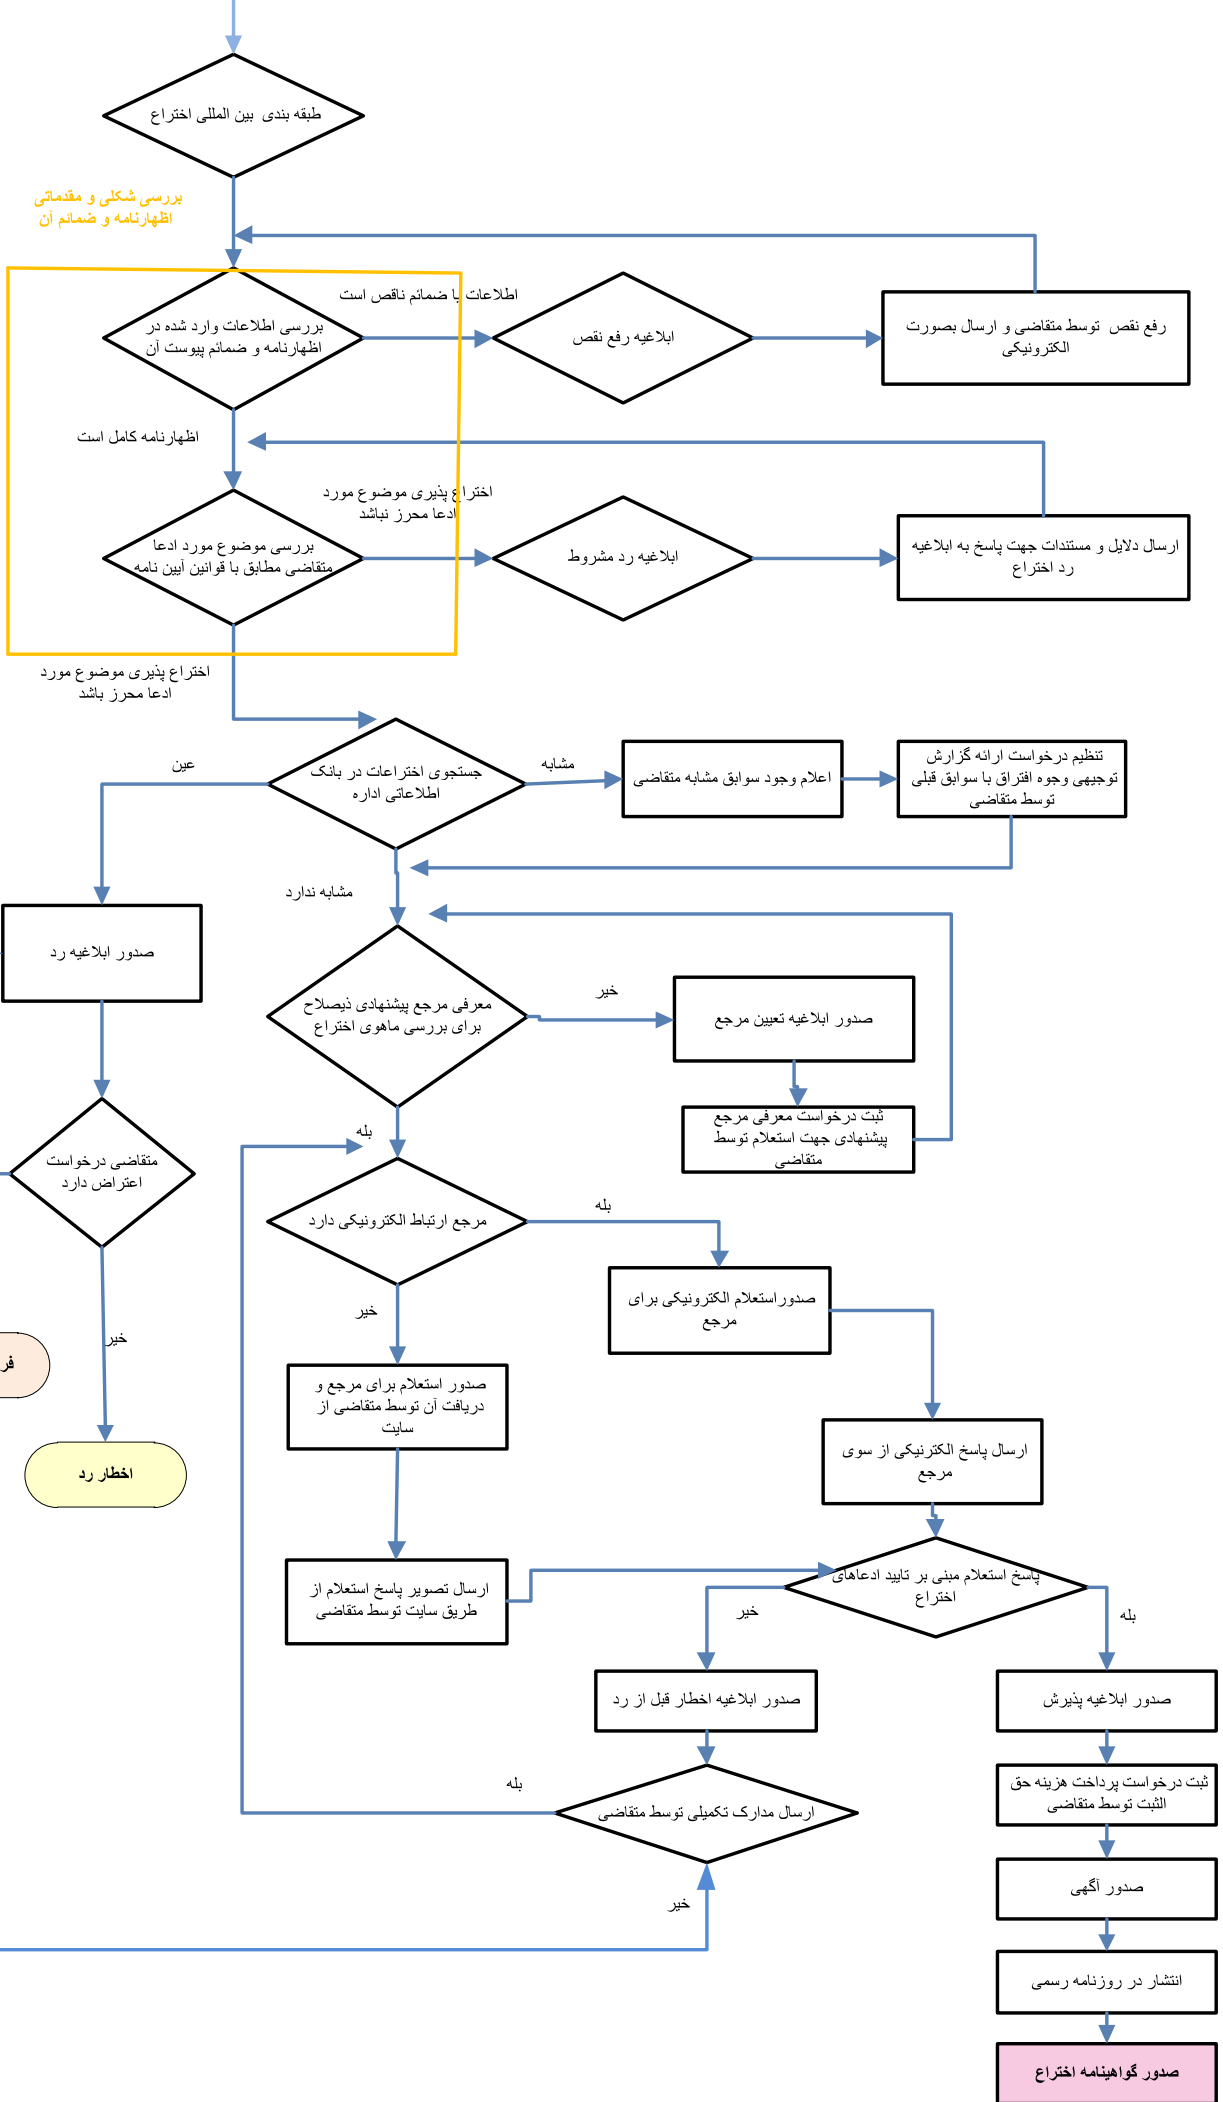 طبقه بندی بین المللی اختراع
بررسی شکلی و مقدماتی
اظهارنامه و ضمائم آن
اطلاعات یا ضمائم ناقص است
بررسی اطلاعات وارد شده در
اظهارنامه و ضمائم پیوست آن
ابلاغیه رفع نقص
رفع نقص توسط متقاضی و ارسال بصورت
الکترونیکی
اظهارنامه کامل است
اختراع پذیری موضوع مورد
ادعا محرز نباشد
بررسی موضوع مورد ادعا
متقاضی مطابق با قوانین آیین نامه
ابلاغیه رد مشروط
ارسال دلایل و مستندات جهت پاسخ به ابلاغیه
رد اختراع
اختراع پذیری موضوع مورد
ادعا محرز باشد
عین
جستجوی اختراعات در بانک
اطلاعاتی اداره
مشابه
اعلام وجود سوابق مشابه متقاضی
تنظیم درخواست ارائه گزارش
توجیهی وجوه افتراق با سوابق قبلی
توسط متقاضی
مشابه ندارد
صدور ابلاغیه رد
معرفی مرجع پیشنهادی ذیصلاح
برای بررسی ماهوی اختراع
خیر
صدور ابلاغیه تعیین مرجع
ثبت درخواست معرفی مرجع
پیشنهادی جهت استعلام توسط
متقاضی
بله
متقاضی درخواست
اعتراض دارد
مرجع ارتباط الکترونیکی دارد
بله
صدوراستعلام الکترونیکی برای
مرجع
خیر
خیر
فر
صدور استعلام برای مرجع و
دریافت آن توسط متقاضی از
سایت
ارسال پاسخ الکترنیکی از سوی
مرجع
اخطار رد
ارسال تصویر پاسخ استعلام از
طریق سایت توسط متقاضی
پاسخ استعلام مبنی بر تایید ادعاهای
اختراع
خیر
بله
صدور ابلاغیه اخطار قبل از رد
صدور ابلاغیه پذیرش
بله
ارسال مدارک تکمیلی توسط متقاضی
ثبت درخواست پرداخت هزینه حق
الثبت توسط متقاضی
خیر
صدور آگهی
انتشار در روزنامه رسمی
صدور گواهینامه اختراع